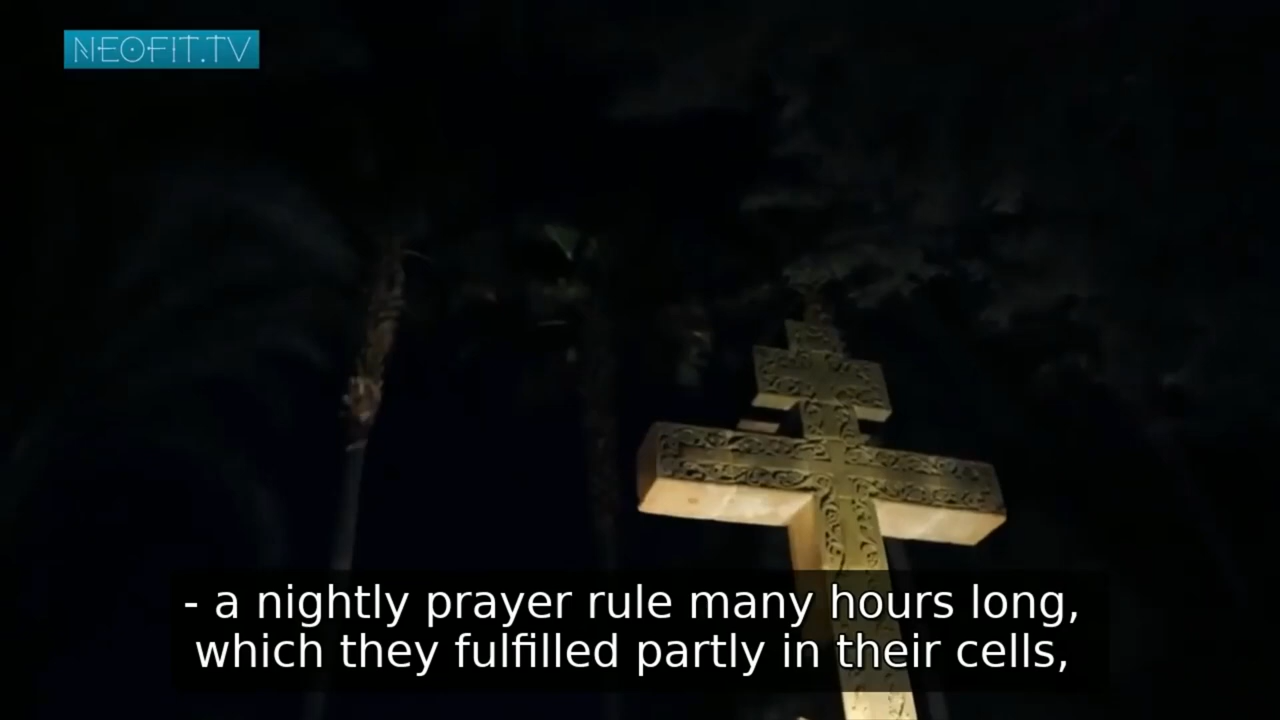 NEOFIT.TV
- a nightly prayer rule many hours long,
which they fulfilled partly in their cells,